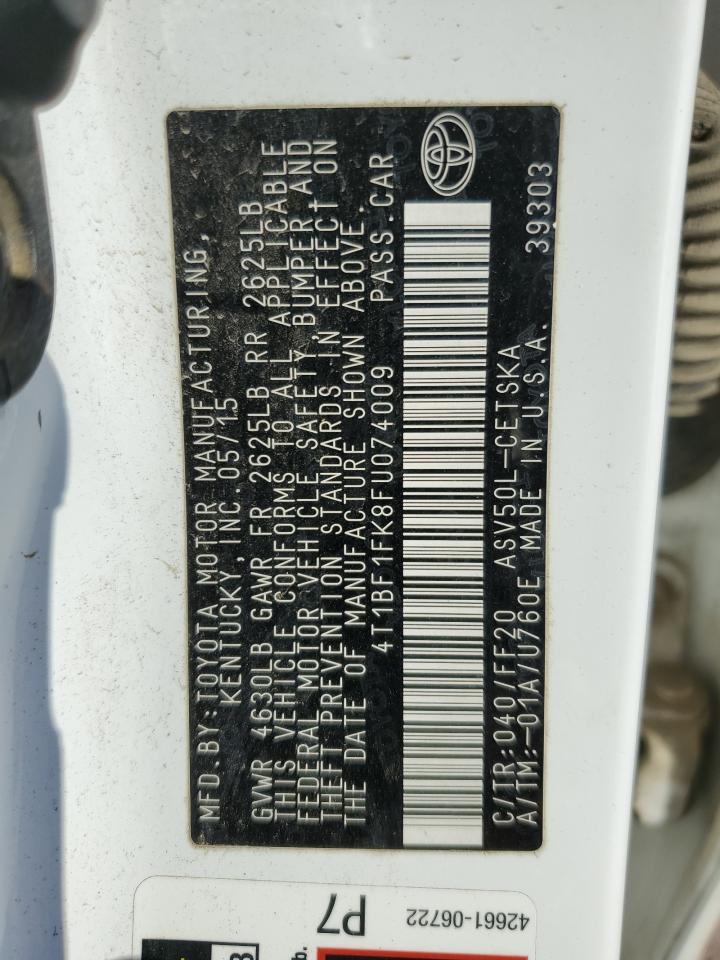 MFD.BY:TOYOTA MOTOR MANUFACTURING,
KENTUCKY, INC.05/15
GVWR 4630LB GAWR FR 2625LB RR 2625LB
THIS VEHICLE CONFORMS TO ALL APPLICABLE
FEDERAL MOTOR VEHICLE SAFETY, BUMPER AND
THEFT PREVENTION STANDARDS IN EFFECT ON
THE DATE OF MANUFACTURE SHOWN ABOVE.
4T1BF1FK8FU074009 PASS.CAR
C/TR:040/FF20 ASV50L-CETSKA
A/TM:-01A/U760E MADE IN U.S.A. 39303
42661-06722
P7